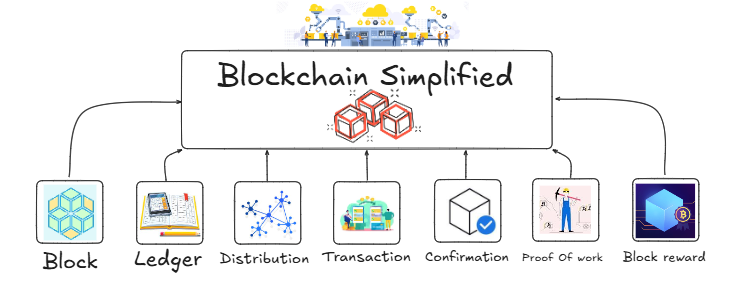 Blockchain Simplified
Block
Ledger
Distribution
Transaction
Confirmation
Proof Of work
Block reward